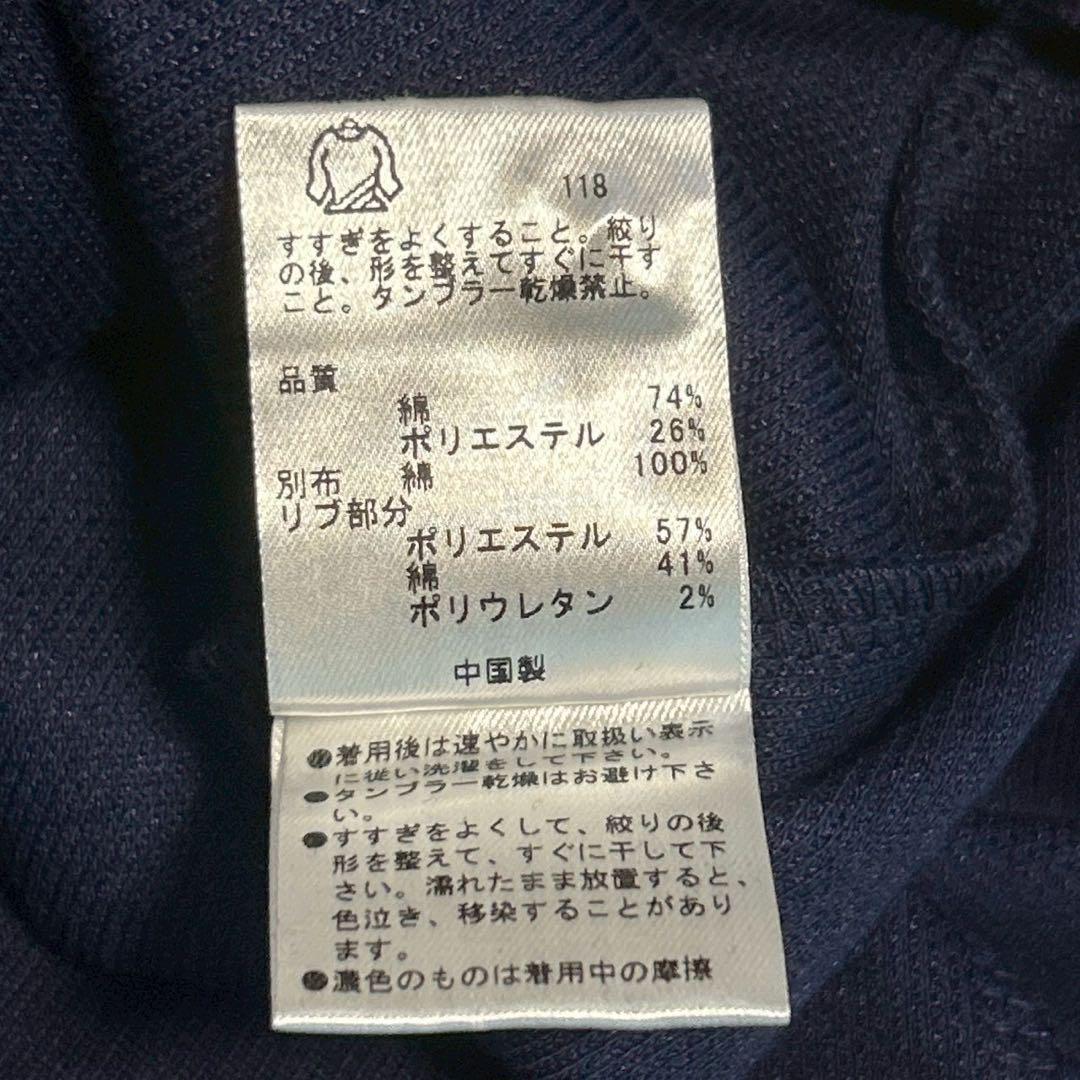 118
すすぎをよくすること。絞り
の後、形を整えてすぐに干す
こと。タンブラー乾燥禁止。
品質
綿 74%
ポリエステル 26%
別布 綿 100%
リブ部分
ポリエステル 57%
綿 41%
ポリウレタン 2%
中国製
●着用後は速やかに取扱い表示
に従い洗濯をして下さい。
●タンブラー乾燥はお避け下さ
い。
●すすぎをよくして、絞りの後
形を整えて、すぐに干して下
さい。濡れたまま放置すると、
色泣き、移染することがあり
ます。
●濃色のものは着用中の摩擦